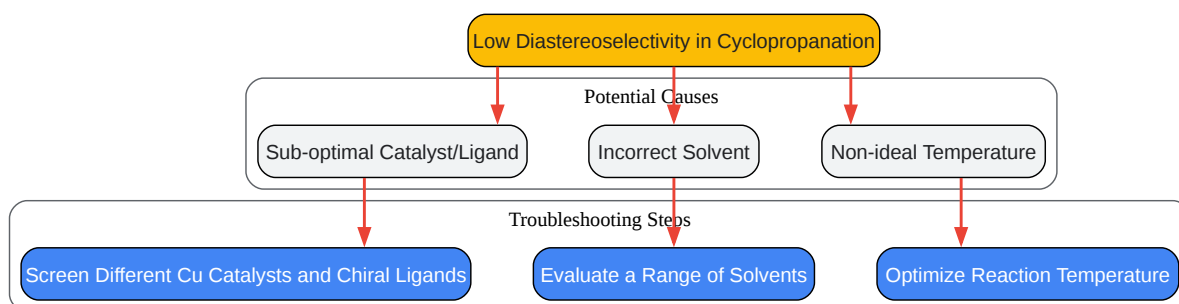 Low Diastereoselectivity in Cyclopropanation
Potential Causes
Sub-optimal Catalyst/Ligand
Incorrect Solvent
Non-ideal Temperature
Troubleshooting Steps
Screen Different Cu Catalysts and Chiral Ligands
Evaluate a Range of Solvents
Optimize Reaction Temperature